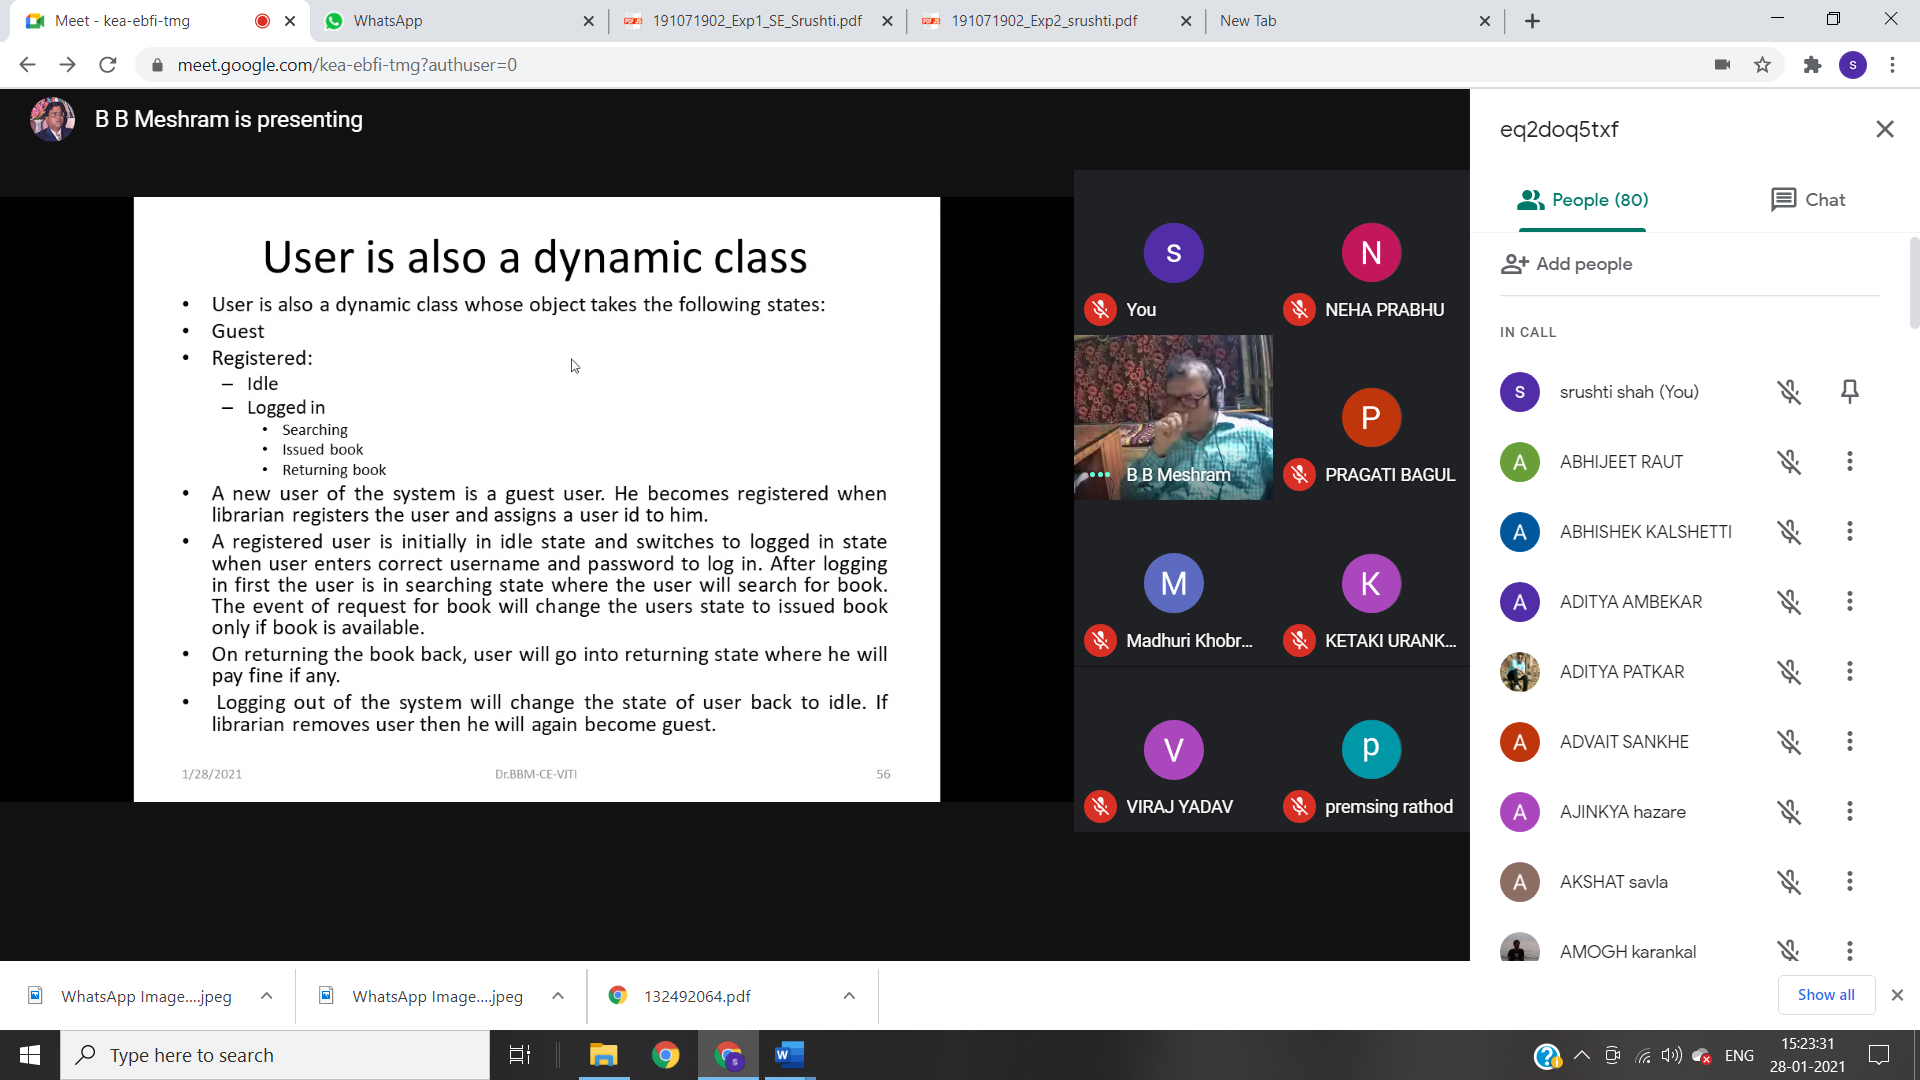 Meet - kea-ebfi-tmg
WhatsApp
191071902_Exp1_SE_Srushti.pdf
191071902_Exp2_srushti.pdf
New Tab
meet.google.com/kea-ebfi-tmg?authuser=0
s
B B Meshram is presenting
User is also a dynamic class
• User is also a dynamic class whose object takes the following states:
• Guest
• Registered:
– Idle
– Logged in
• Searching
• Issued book
• Returning book
• A new user of the system is a guest user. He becomes registered when
librarian registers the user and assigns a user id to him.
• A registered user is initially in idle state and switches to logged in state
when user enters correct username and password to log in. After logging
in first the user is in searching state where the user will search for book.
The event of request for book will change the users state to issued book
only if book is available.
• On returning the book back, user will go into returning state where he will
pay fine if any.
• Logging out of the system will change the state of user back to idle. If
librarian removes user then he will again become guest.
1/28/2021
Dr.BBM-CE-VJTI
56
s
You
N
NEHA PRABHU
B B Meshram
P
PRAGATI BAGUL
M
Madhuri Khobr...
K
KETAKI URANK...
V
VIRAJ YADAV
p
premsing rathod
eq2doq5txf
People (80)
Chat
Add people
IN CALL
s
srushti shah (You)
A
ABHIJEET RAUT
A
ABHISHEK KALSHETTI
A
ADITYA AMBEKAR
ADITYA PATKAR
A
ADVAIT SANKHE
A
AJINKYA hazare
A
AKSHAT savla
AMOGH karankal
WhatsApp Image....jpeg
WhatsApp Image....jpeg
132492064.pdf
Show all
Type here to search
ENG
15:23:31
28-01-2021